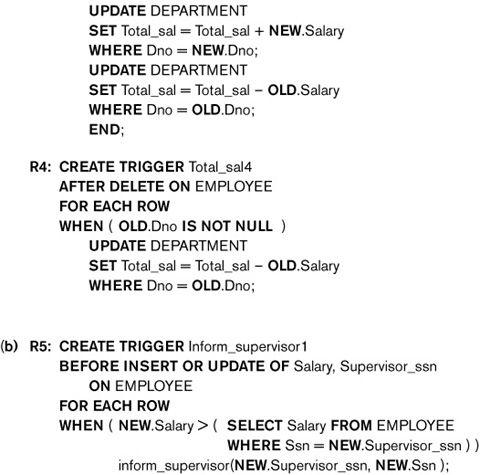 UPDATE DEPARTMENT
SET Total_sal = Total_sal + NEW.Salary
WHERE Dno = NEW.Dno;
UPDATE DEPARTMENT
SET Total_sal = Total_sal – OLD.Salary
WHERE Dno = OLD.Dno;
END;
R4: CREATE TRIGGER Total_sal4
AFTER DELETE ON EMPLOYEE
FOR EACH ROW
WHEN ( OLD.Dno IS NOT NULL )
UPDATE DEPARTMENT
SET Total_sal = Total_sal – OLD.Salary
WHERE Dno = OLD.Dno;
(b) R5: CREATE TRIGGER Inform_supervisor1
BEFORE INSERT OR UPDATE OF Salary, Supervisor_ssn
ON EMPLOYEE
FOR EACH ROW
WHEN ( NEW.Salary > ( SELECT Salary FROM EMPLOYEE
WHERE Ssn = NEW.Supervisor_ssn ) )
inform_supervisor(NEW.Supervisor_ssn, NEW.Ssn );